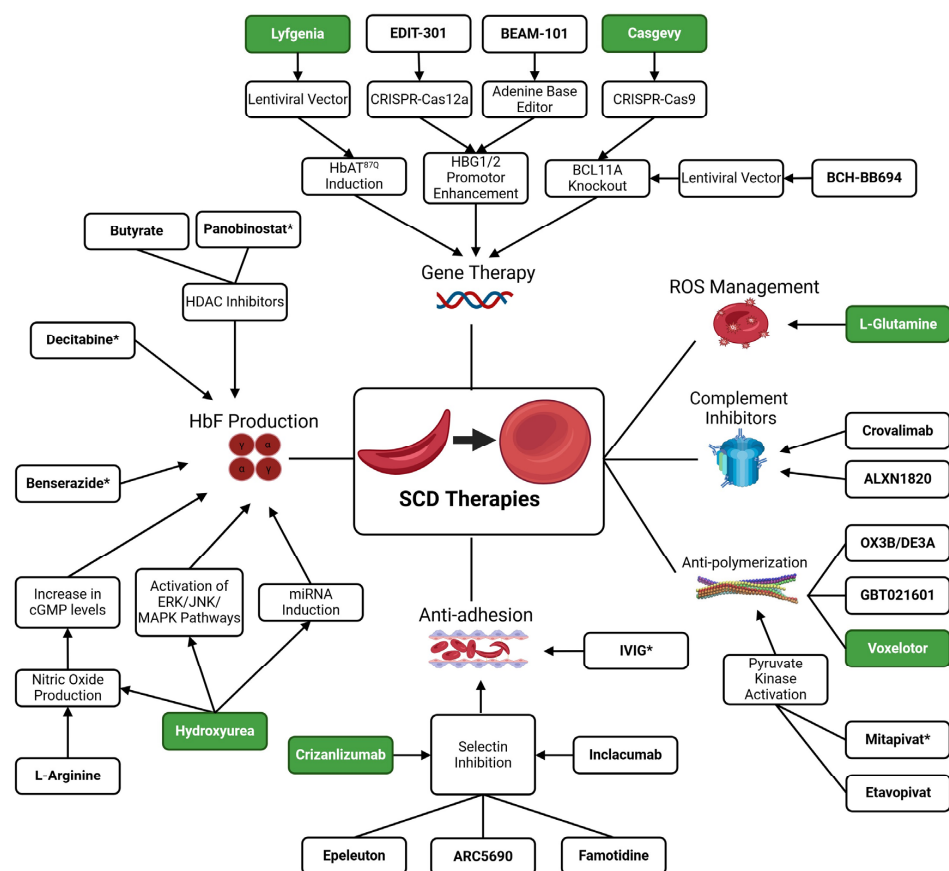 Lyfgenia
EDIT-301
BEAM-101
Casgevy
Lentiviral Vector
CRISPR-Cas12a
Adenine Base
Editor
CRISPR-Cas9
HbAT87Q
Induction
HBG1/2
Promotor
Enhancement
BCL11A
Knockout
Lentiviral Vector
BCH-BB694
Butyrate
Panobinostat*
HDAC Inhibitors
Decitabine*
Gene Therapy
ROS Management
L-Glutamine
HbF Production
γ
α
α
γ
Benserazide*
SCD Therapies
Complement
Inhibitors
Crovalimab
ALXN1820
Increase in
cGMP levels
Activation of
ERK/JNK/
MAPK Pathways
miRNA
Induction
Nitric Oxide
Production
Hydroxyurea
L-Arginine
Anti-adhesion
IVIG*
Anti-polymerization
OX3B/DE3A
GBT021601
Voxelotor
Pyruvate
Kinase
Activation
Mitapivat*
Etavopivat
Crizanlizumab
Selectin
Inhibition
Inclacumab
Epeleuton
ARC5690
Famotidine